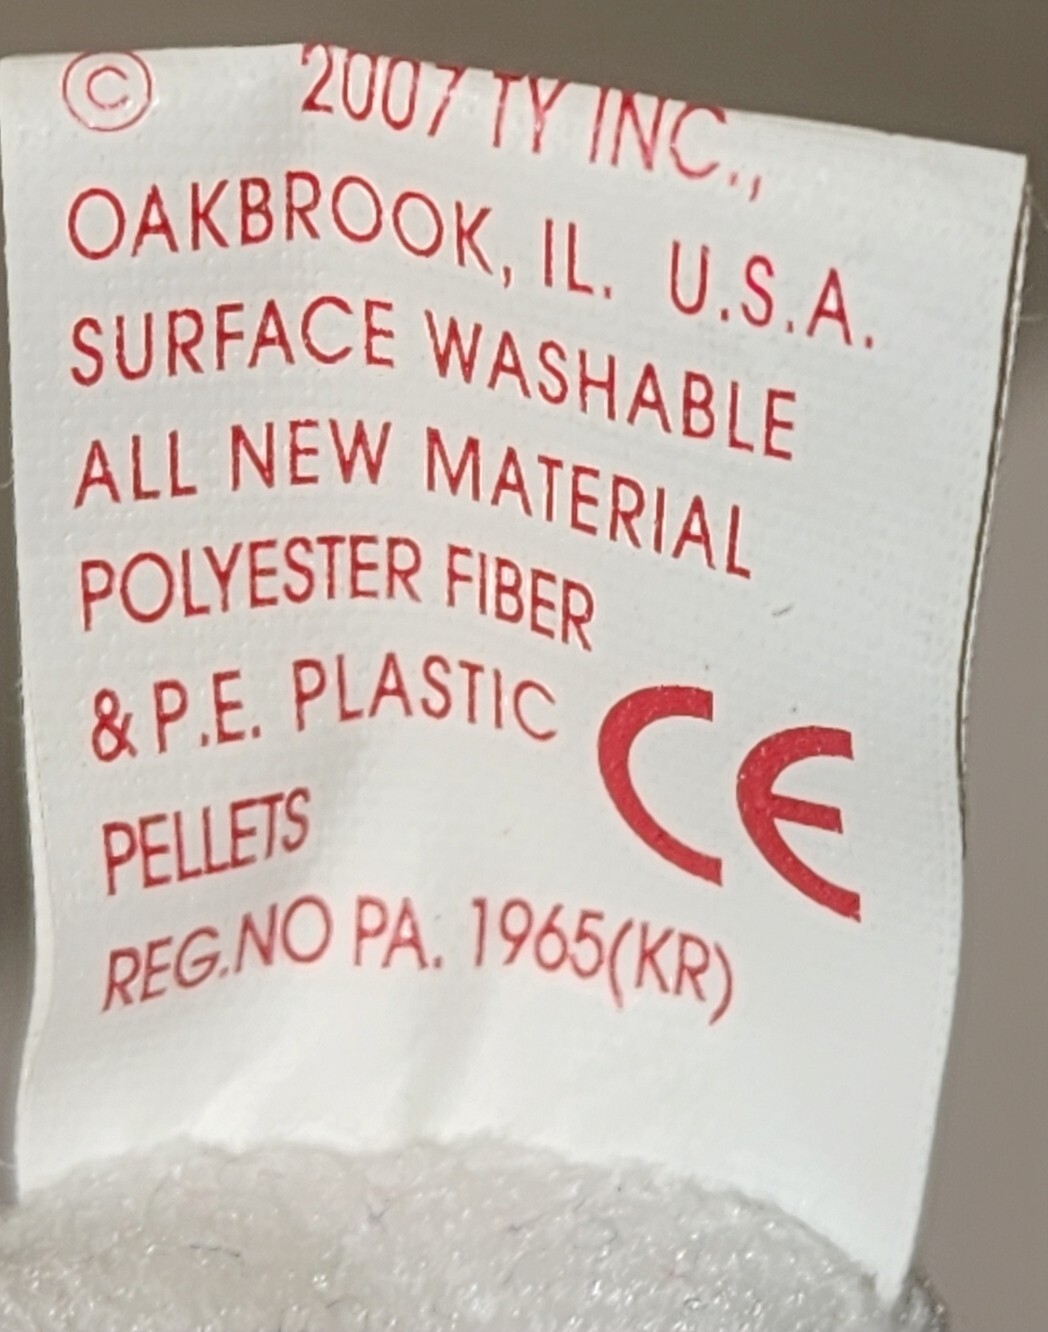 © 2007 TY INC.,
OAKBROOK, IL. U.S.A.
SURFACE WASHABLE
ALL NEW MATERIAL
POLYESTER FIBER
& P.E. PLASTIC
PELLETS
CE
REG.NO PA. 1965(KR)